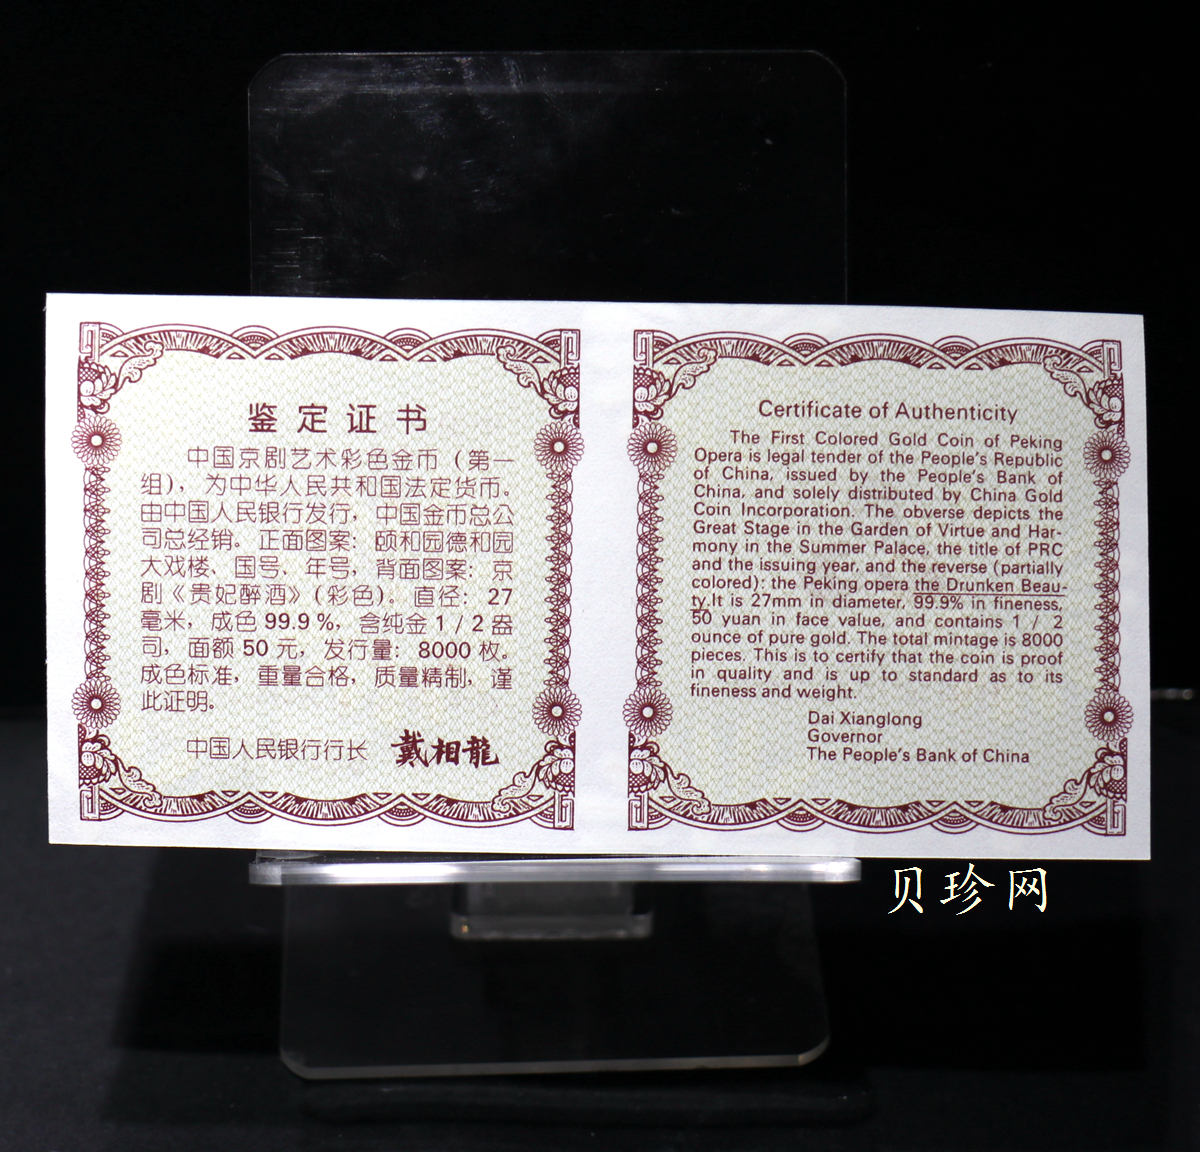 鉴定证书
中国京剧艺术彩色金币（第一
组），为中华人民共和国法定货币。
由中国人民银行发行，中国金币总公
司总经销。正面图案：颐和园德和园
大戏楼、国号、年号，背面图案：京
剧《贵妃醉酒》（彩色）。直径：27
毫米，成色99.9%，含纯金1/2盎
司，面额50元，发行量：8000枚。
成色标准，重量合格，质量精制，谨
此证明。
中国人民银行行长 戴相龍
Certificate of Authenticity
The First Colored Gold Coin of Peking
Opera is legal tender of the People's Republic
of China, issued by the People's Bank of
China, and solely distributed by China Gold
Coin Incorporation. The obverse depicts the
Great Stage in the Garden of Virtue and Har-
mony in the Summer Palace, the title of PRC
and the issuing year, and the reverse (partially
colored): the Peking opera the Drunken Beau-
ty.It is 27mm in diameter, 99.9% in fineness,
50 yuan in face value, and contains 1 / 2
ounce of pure gold. The total mintage is 8000
pieces. This is to certify that the coin is proof
in quality and is up to standard as to its
fineness and weight.
Dai Xianglong
Governor
The People's Bank of China
贝珍网